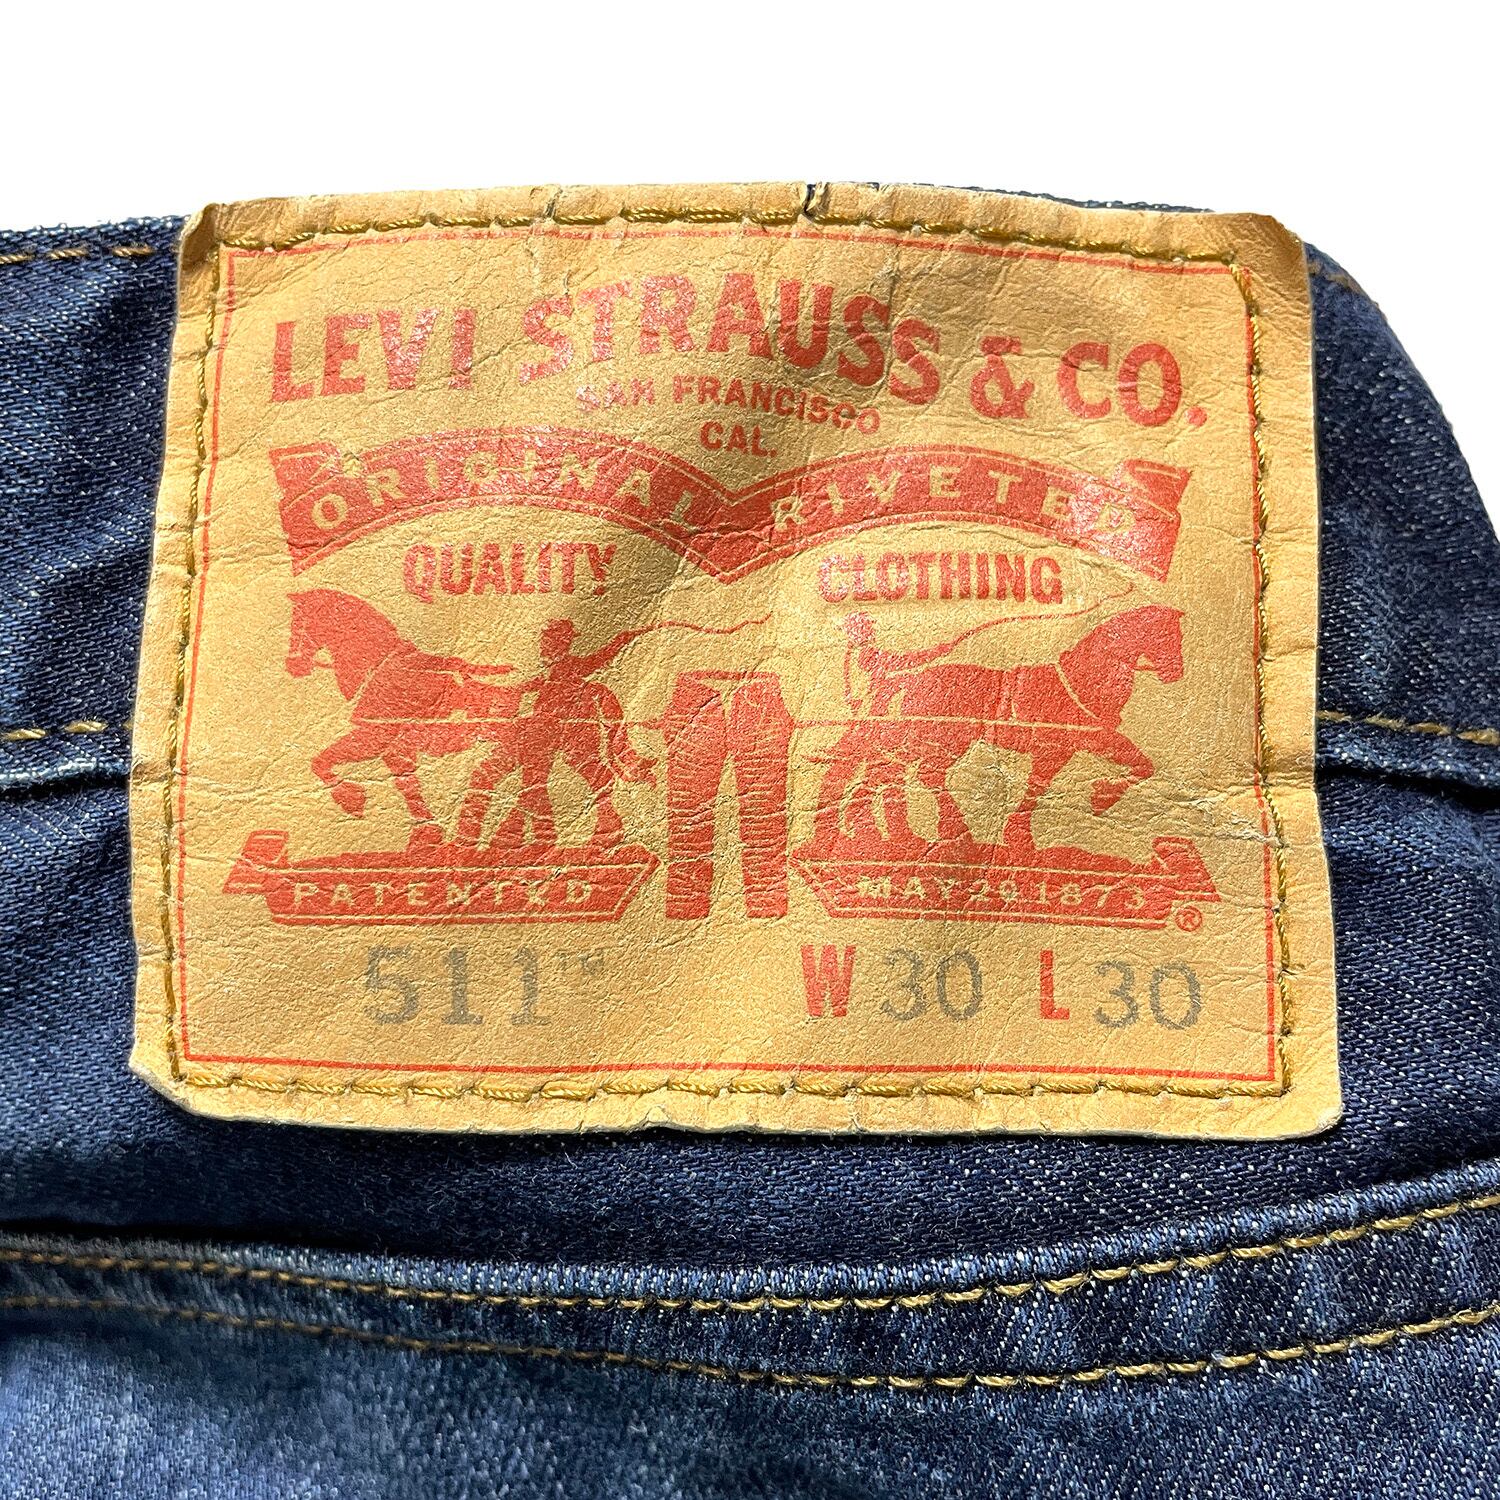 LEVI STRAUSS & CO.
SAN FRANCISCO
CAL.
ORIGINAL RIVETED
QUALITY CLOTHING
PATENTED MAY 20 1873 ®
511™ W 30 L 30